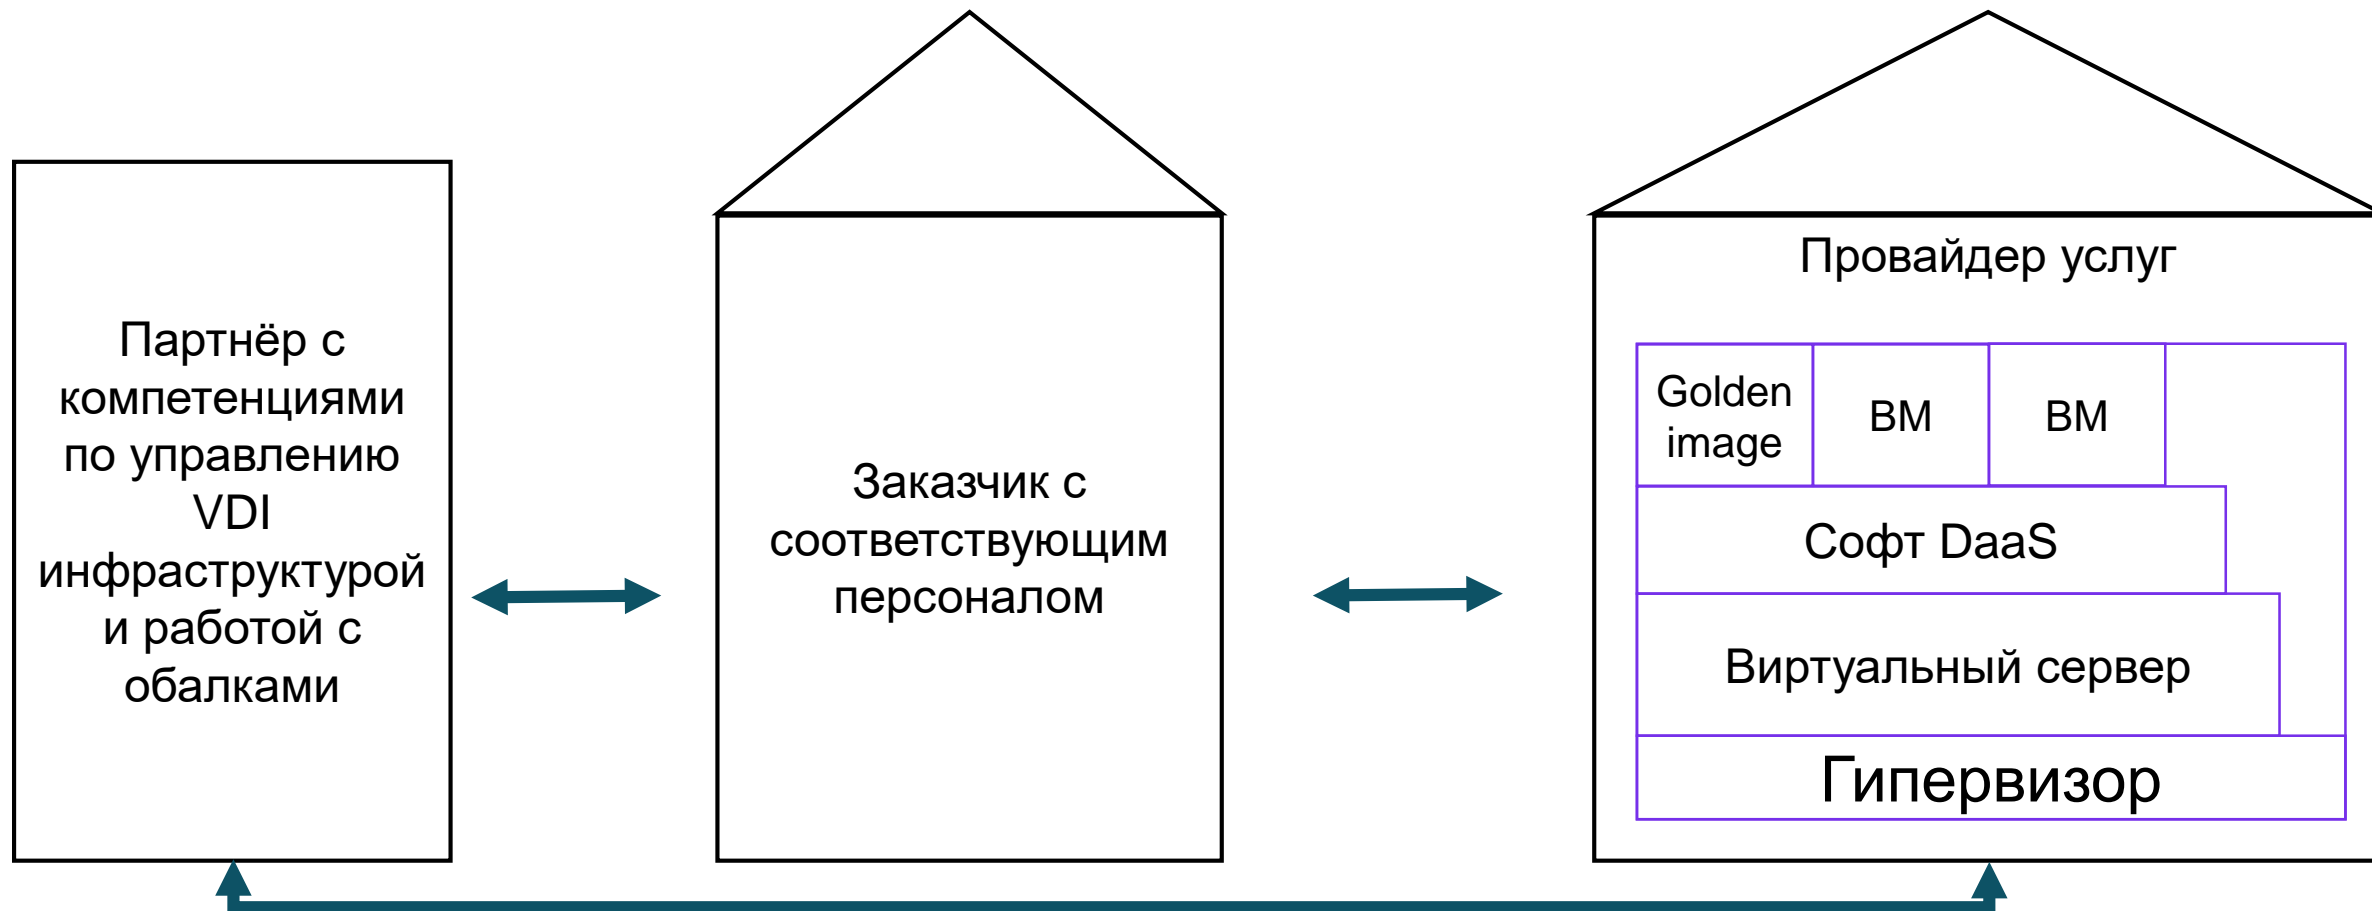 Партнёр с
компетенциями
по управлению
VDI
инфраструктурой
и работой с
обалками
Заказчик с
соответствующим
персоналом
Провайдер услуг
Golden
image
ВМ
ВМ
Софт DaaS
Виртуальный сервер
Гипервизор